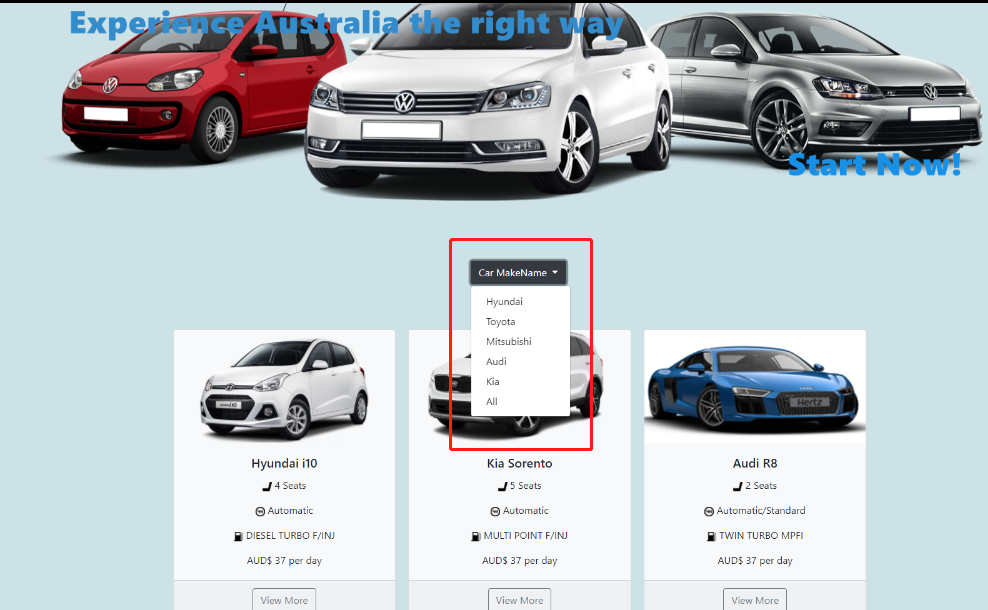 Experience Australia the right way
Start Now!
Car MakeName
Hyundai
Toyota
Mitsubishi
Audi
Kia
All
Hertz
Hyundai i10
Kia Sorento
Audi R8
4 Seats
5 Seats
2 Seats
Automatic
Automatic
Automatic/Standard
DIESEL TURBO F/INJ
MULTI POINT F/INJ
TWIN TURBO MPFI
AUD$ 37 per day
AUD$ 37 per day
AUD$ 37 per day
View More
View More
View More